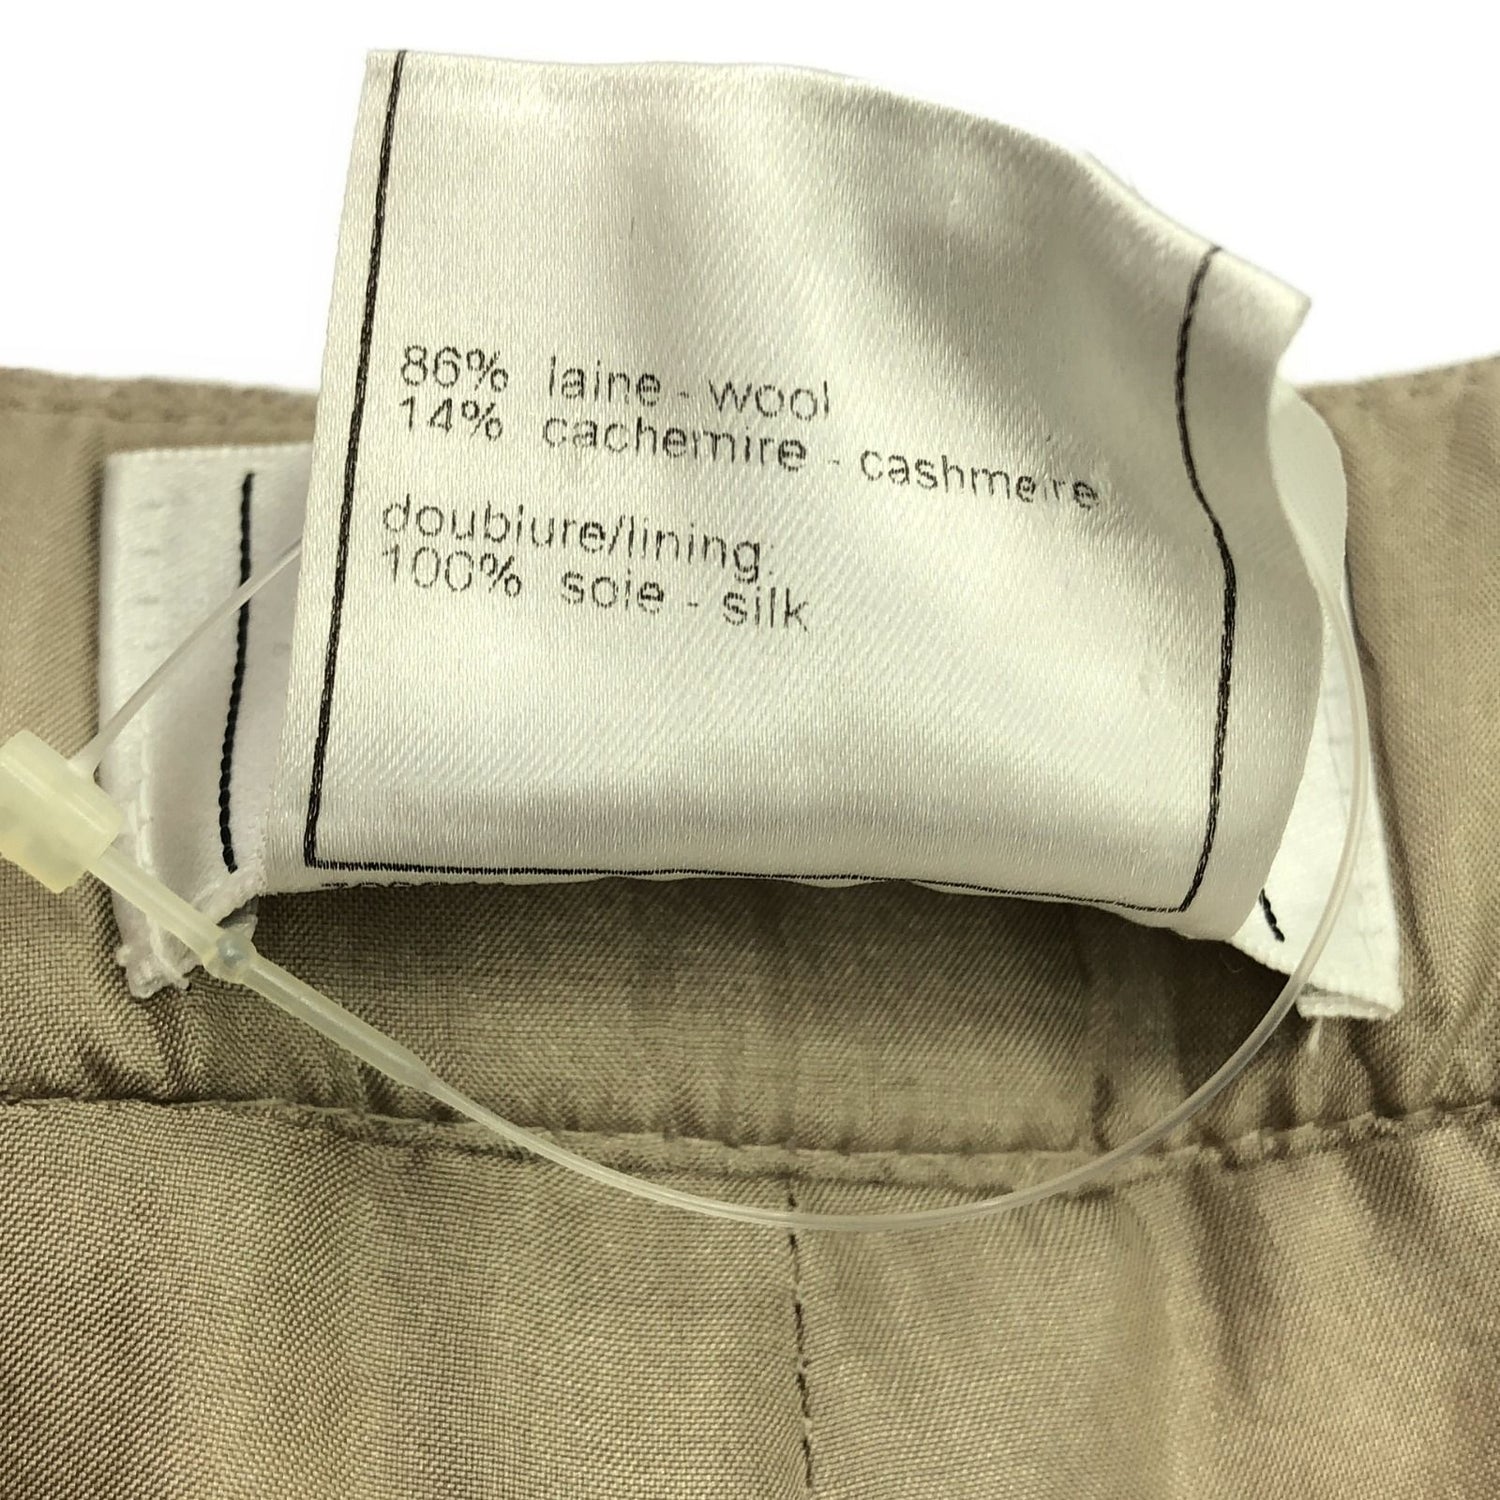 86% laine - wool
14% cachemire - cashmere
doublure/lining:
100% soie - silk